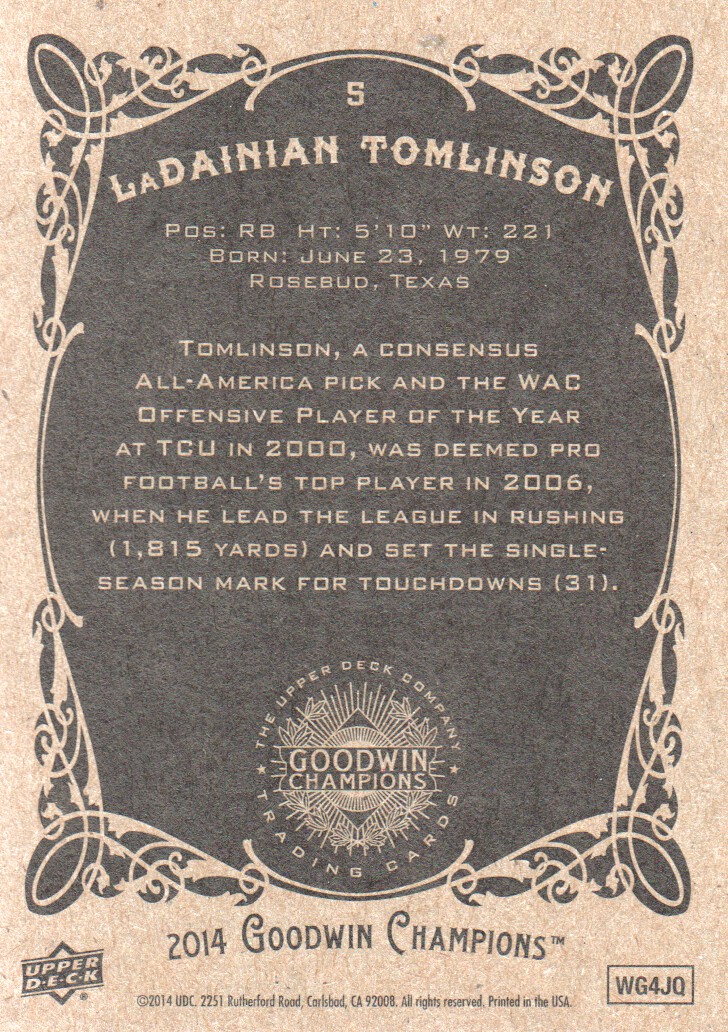 5
LaDAINIAN TOMLINSON
POS: RB HT: 5'10" WT: 221
BORN: JUNE 23, 1979
ROSEBUD, TEXAS
TOMLINSON, A CONSENSUS
ALL-AMERICA PICK AND THE WAC
OFFENSIVE PLAYER OF THE YEAR
AT TCU IN 2000, WAS DEEMED PRO
FOOTBALL'S TOP PLAYER IN 2006,
WHEN HE LEAD THE LEAGUE IN RUSHING
(1,815 YARDS) AND SET THE SINGLE-
SEASON MARK FOR TOUCHDOWNS (31).
THE UPPER DECK COMPANY
GOODWIN
CHAMPIONS
★ TRADING CARDS ★
2014 GOODWIN CHAMPIONS™
UPPER
D·E·C·K®
©2014 UDC. 2251 Rutherford Road, Carlsbad, CA 92008. All rights reserved. Printed in the USA.
WG4JQ